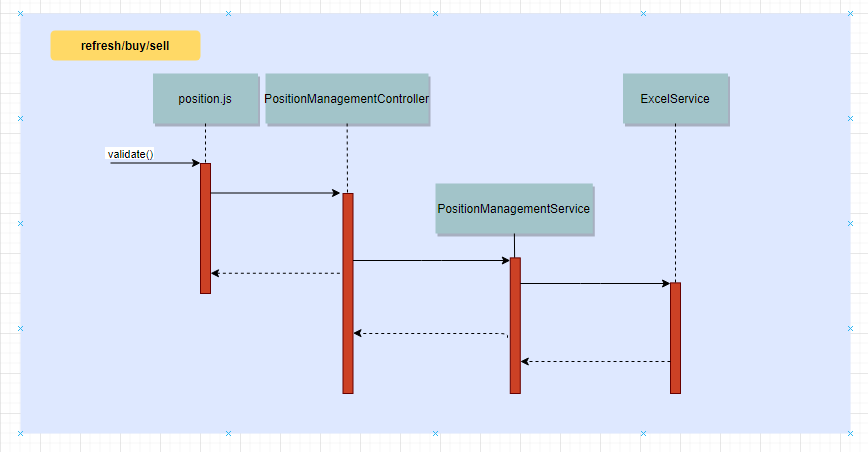 refresh/buy/sell
position.js
PositionManagementController
ExcelService
validate()
PositionManagementService